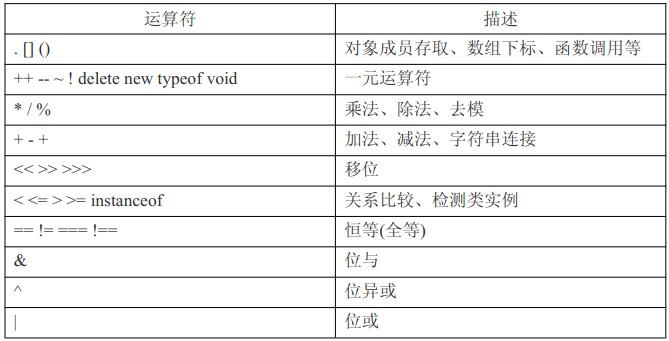 运算符 描述
. [] () 对象成员存取、数组下标、函数调用等
++ -- ~ ! delete new typeof void 一元运算符
* / % 乘法、除法、去模
+ - + 加法、减法、字符串连接
<< >> >>> 移位
< <= > >= instanceof 关系比较、检测类实例
== != === !== 恒等(全等)
& 位与
^ 位异或
| 位或